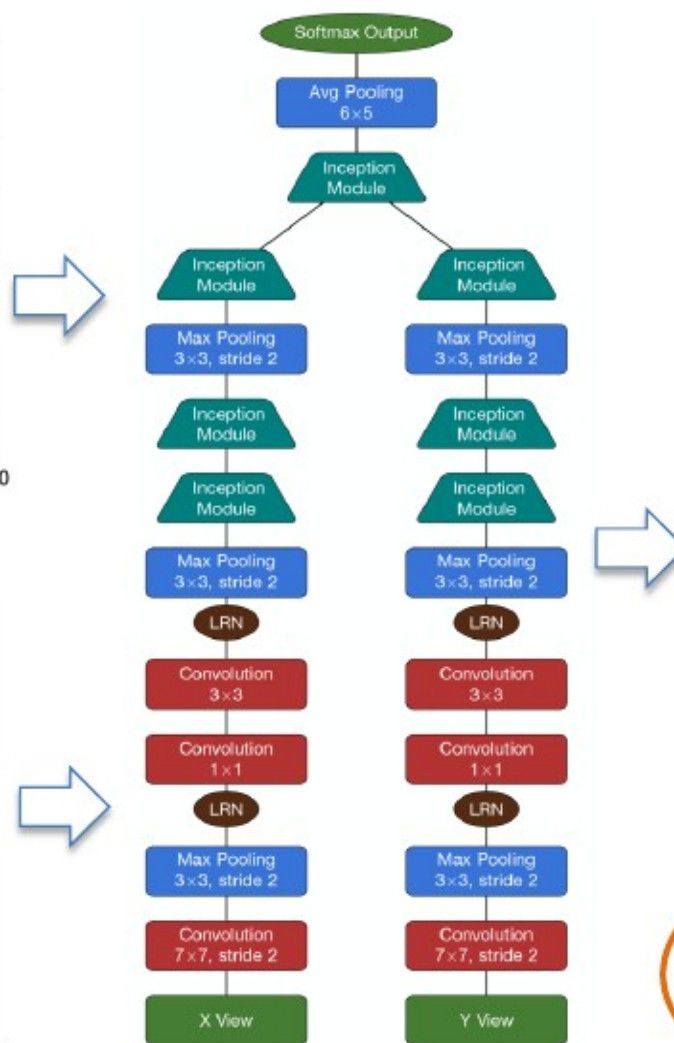 Softmax Output
Avg Pooling
6×5
Inception
Module
Inception
Module
Inception
Module
Max Pooling
3×3, stride 2
Max Pooling
3×3, stride 2
Inception
Module
Inception
Module
0
Inception
Module
Inception
Module
Max Pooling
3×3, stride 2
Max Pooling
3×3, stride 2
LRN
LRN
Convolution
3×3
Convolution
3×3
Convolution
1×1
Convolution
1×1
LRN
LRN
Max Pooling
3×3, stride 2
Max Pooling
3×3, stride 2
Convolution
7×7, stride 2
Convolution
7×7, stride 2
X View
Y View